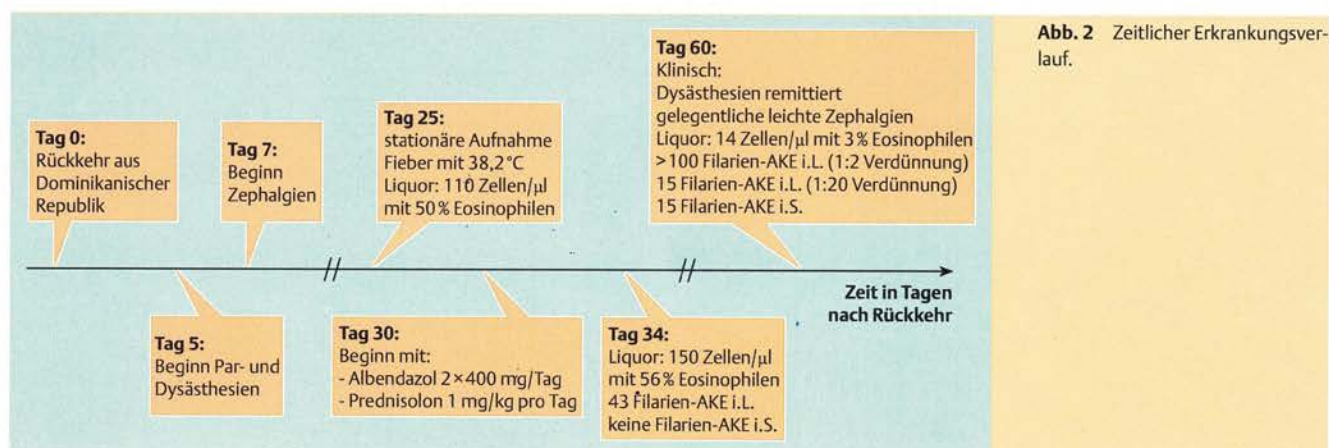 Abb. 2 Zeitlicher Erkrankungsver-
lauf.
Tag 0:
Rückkehr aus
Dominikanischer
Republik
Tag 5:
Beginn Par- und
Dysästhesien
Tag 7:
Beginn
Zephalgien
Tag 25:
stationäre Aufnahme
Fieber mit 38,2°C
Liquor: 110 Zellen/µl
mit 50% Eosinophilen
Tag 30:
Beginn mit:
- Albendazol 2×400 mg/Tag
- Prednisolon 1 mg/kg pro Tag
Tag 34:
Liquor: 150 Zellen/µl
mit 56% Eosinophilen
43 Filarien-AKE i.L.
keine Filarien-AKE i.S.
Tag 60:
Klinisch:
Dysästhesien remittiert
gelegentliche leichte Zephalgien
Liquor: 14 Zellen/µl mit 3% Eosinophilen
>100 Filarien-AKE i.L. (1:2 Verdünnung)
15 Filarien-AKE i.L. (1:20 Verdünnung)
15 Filarien-AKE i.S.
Zeit in Tagen
nach Rückkehr